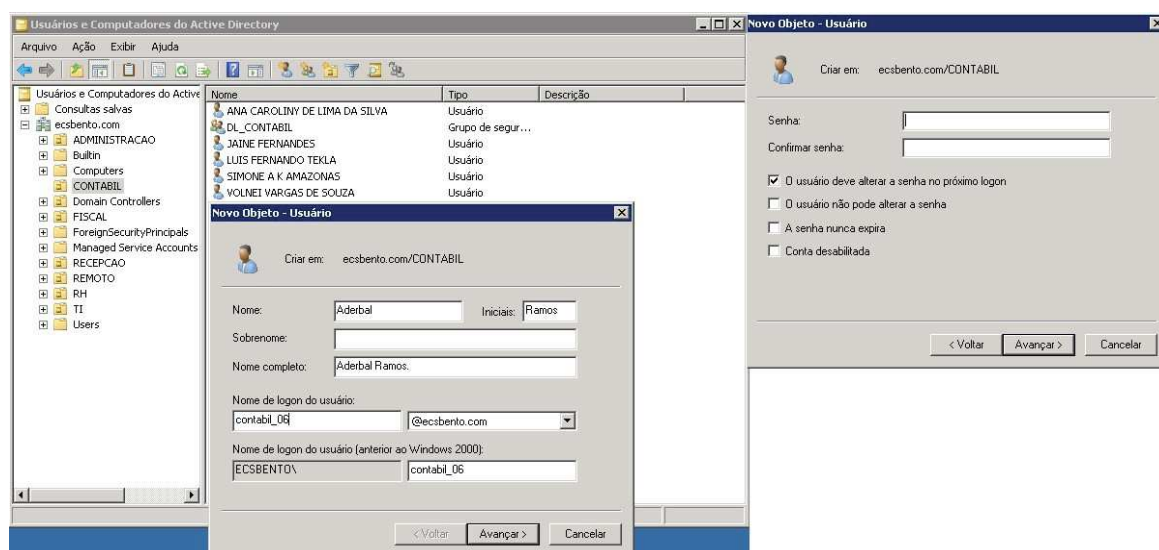 Usuários e Computadores do Active Directory
Arquivo Ação Exibir Ajuda
Usuários e Computadores do Active
Consultas salvas
ecsbento.com
ADMINISTRACAO
Builtin
Computers
CONTABIL
Domain Controllers
FISCAL
ForeignSecurityPrincipals
Managed Service Accounts
RECEPCAO
REMOTO
RH
TI
Users
Nome Tipo Descrição
ANA CAROLINY DE LIMA DA SILVA Usuário
DL_CONTABIL Grupo de segur...
JAINE FERNANDES Usuário
LUIS FERNANDO TEKLA Usuário
SIMONE A K AMAZONAS Usuário
VOLNEI VARGAS DE SOUZA Usuário
Novo Objeto - Usuário
Criar em: ecsbento.com/CONTABIL
Nome: Aderbal Iniciais: Ramos
Sobrenome:
Nome completo: Aderbal Ramos.
Nome de logon do usuário:
contabil_06 @ecsbento.com
Nome de logon do usuário (anterior ao Windows 2000):
ECSBENTO\ contabil_06
< Voltar Avançar > Cancelar
Novo Objeto - Usuário
Criar em: ecsbento.com/CONTABIL
Senha:
Confirmar senha:
O usuário deve alterar a senha no próximo logon
O usuário não pode alterar a senha
A senha nunca expira
Conta desabilitada
< Voltar Avançar > Cancelar